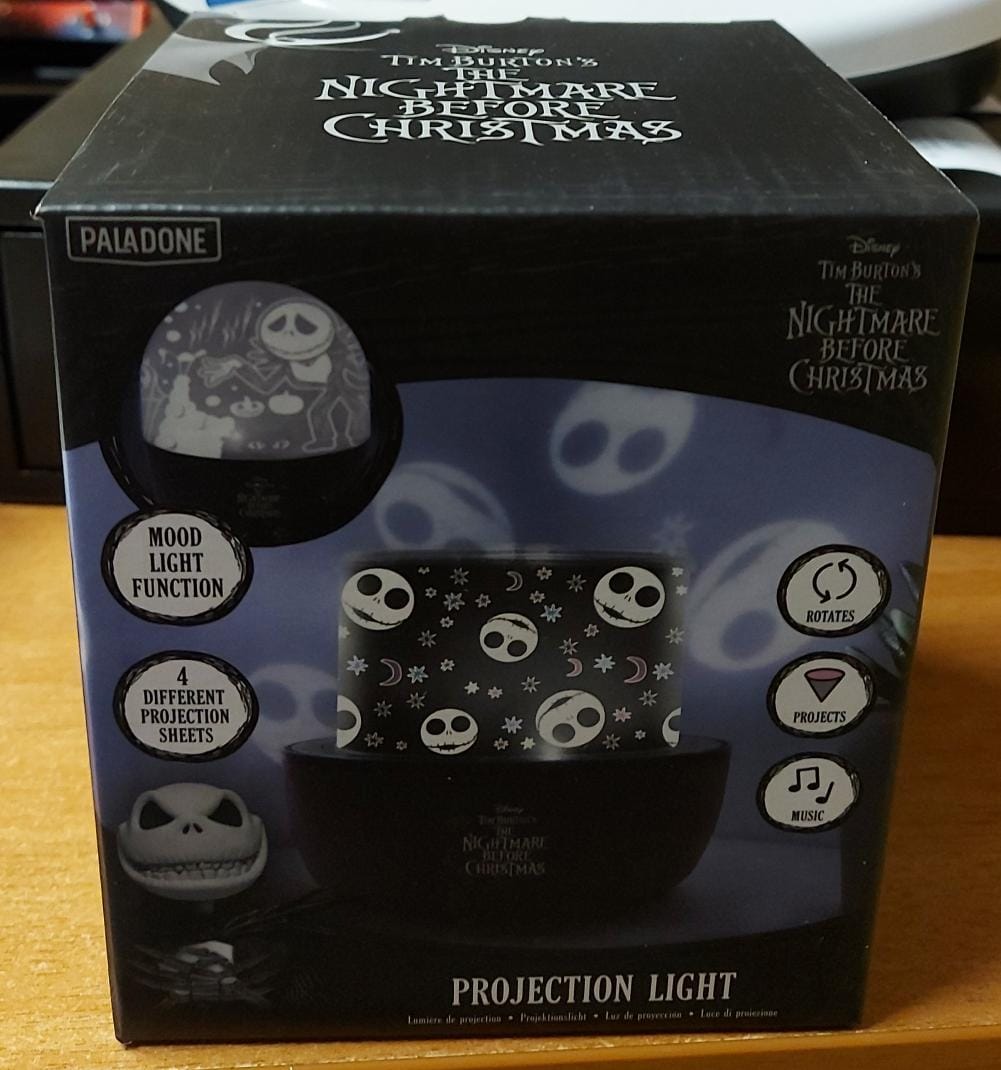 Disney
TIM BURTON'S
THE
NIGHTMARE
BEFORE
CHRISTMAS
PALADONE
Disney
TIM BURTON'S
THE
NIGHTMARE
BEFORE
CHRISTMAS
MOOD
LIGHT
FUNCTION
ROTATES
4
DIFFERENT
PROJECTION
SHEETS
PROJECTS
MUSIC
Disney
TIM BURTON'S
THE
NIGHTMARE
BEFORE
CHRISTMAS
PROJECTION LIGHT
Lumière de projection • Projektionslicht • Luz de proyección • Luce di proiezione